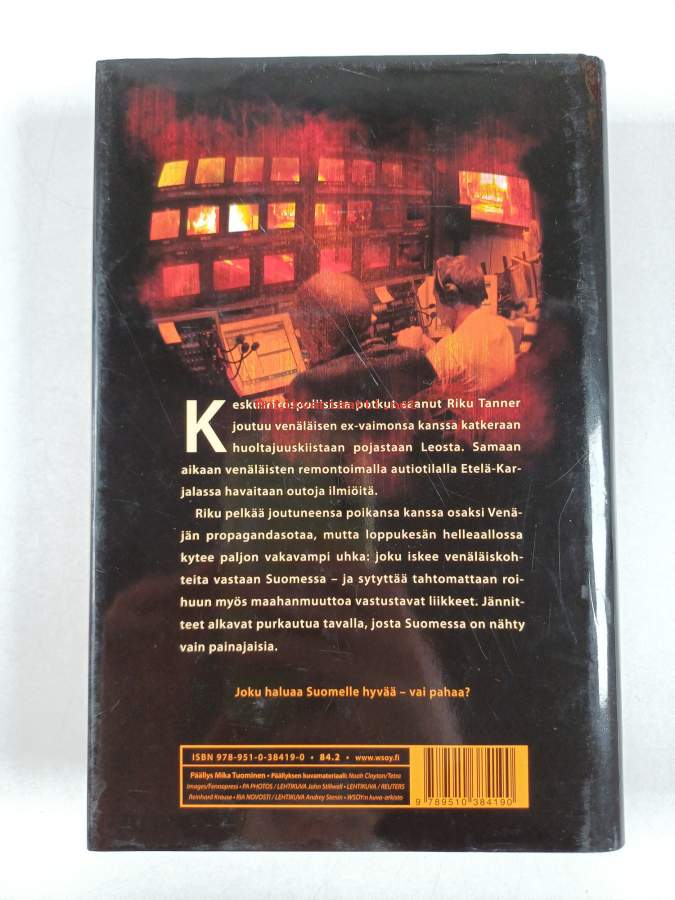 Keskusrikospoliisista potkut saanut Riku Tanner
joutuu venäläisen ex-vaimonsa kanssa katkeraan
huoltajuuskiistaan pojastaan Leosta. Samaan
aikaan venäläisten remontoimalla autiotilalla Etelä-Kar-
jalassa havaitaan outoja ilmiöitä.
Riku pelkää joutuneensa poikansa kanssa osaksi Venä-
jän propagandasotaa, mutta loppukesän helleaallossa
kytee paljon vakavampi uhka: joku iskee venäläiskoh-
teita vastaan Suomessa – ja sytyttää tahtomattaan roi-
huun myös maahanmuuttoa vastustavat liikkeet. Jännit-
teet alkavat purkautua tavalla, josta Suomessa on nähty
vain painajaisia.
Joku haluaa Suomelle hyvää – vai pahaa?
ISBN 978-951-0-38419-0 • 84.2 • www.wsoy.fi
Päällys Mika Tuominen • Päällyksen kuvamateriaali: Noah Clayton/Tetra
Images/Fennopress • PA PHOTOS / LEHTIKUVA John Stillwell • LEHTIKUVA / REUTERS
Reinhard Krause • RIA NOVOSTI / LEHTIKUVA Andrey Stenin • WSOY:n kuva-arkisto
9 789510 384190